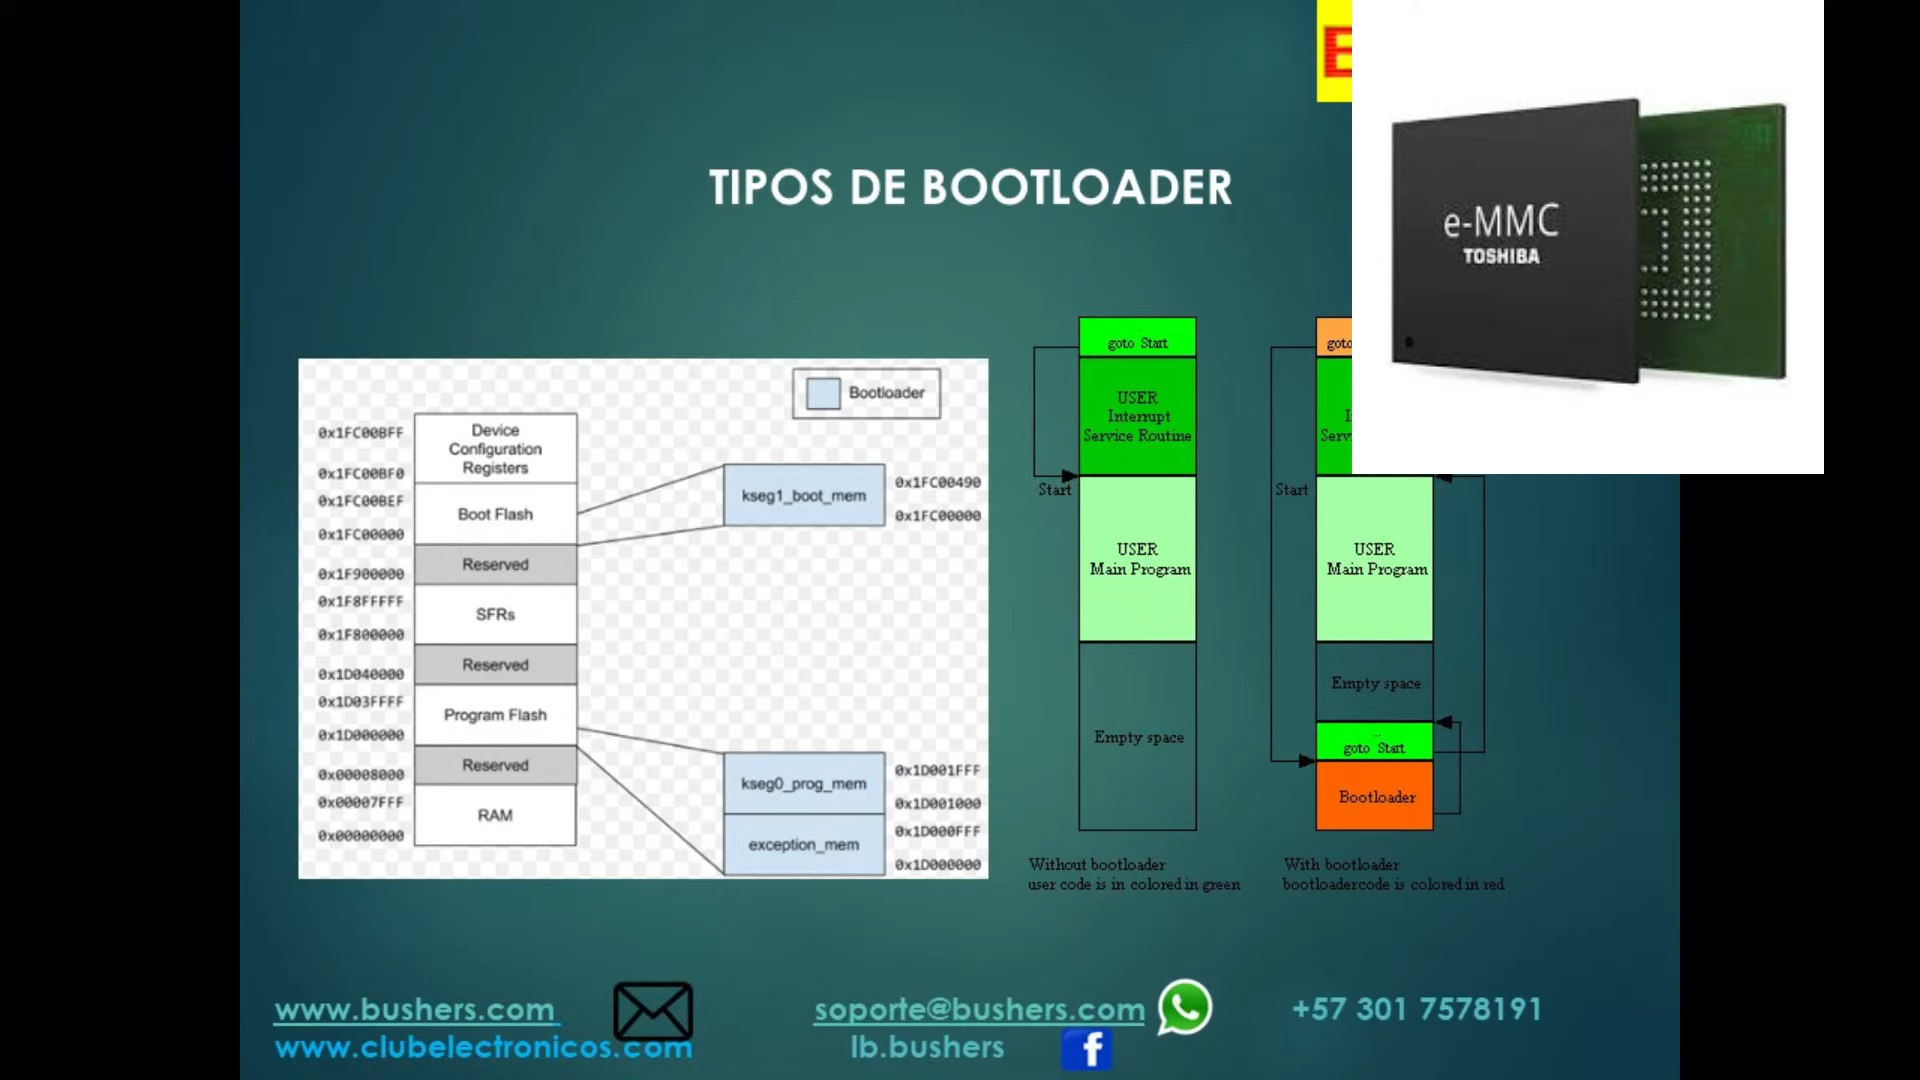 E
e-MMC
TOSHIBA
TIPOS DE BOOTLOADER
Bootloader
0x1FC00BFF
Device
Configuration
Registers
0x1FC00BF0
0x1FC00BEF
Boot Flash
0x1FC00000
Reserved
0x1F900000
0x1F8FFFFF
SFRs
0x1F800000
Reserved
0x1D040000
0x1D03FFFF
Program Flash
0x1D000000
Reserved
0x00008000
0x00007FFF
RAM
0x00000000
kseg1_boot_mem
0x1FC00490
0x1FC00000
kseg0_prog_mem
0x1D001FFF
0x1D001000
exception_mem
0x1D000FFF
0x1D000000
goto Start
USER
Interrupt
Service Routine
Start
USER
Main Program
Empty space
Without bootloader
user code is in colored in green
goto
I
Serv
Start
USER
Main Program
Empty space
goto Start
Bootloader
With bootloader
bootloadercode is colored in red
www.bushers.com
soporte@bushers.com
+57 301 7578191
www.clubelectronicos.com
lb.bushers
f